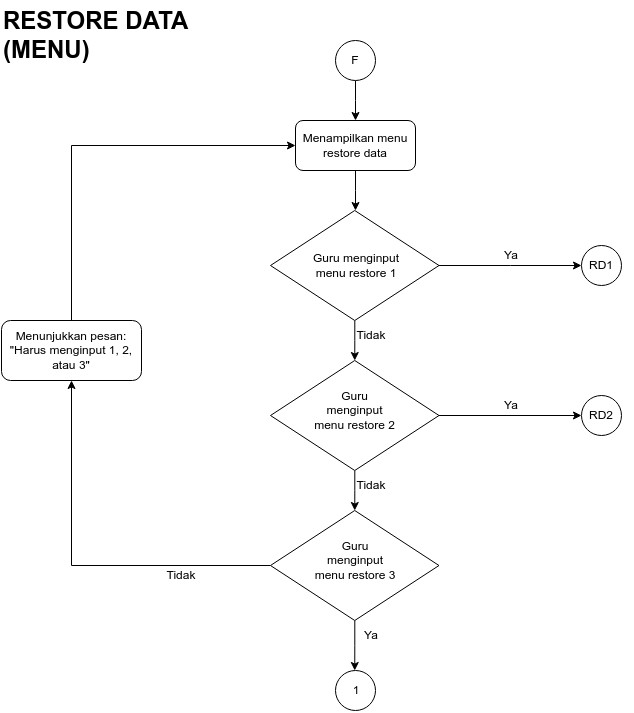 RESTORE DATA
(MENU)
F
Menampilkan menu
restore data
Guru menginput
menu restore 1
Ya
RD1
Tidak
Menunjukkan pesan:
"Harus menginput 1, 2,
atau 3"
Guru
menginput
menu restore 2
Ya
RD2
Tidak
Guru
menginput
menu restore 3
Tidak
Ya
1